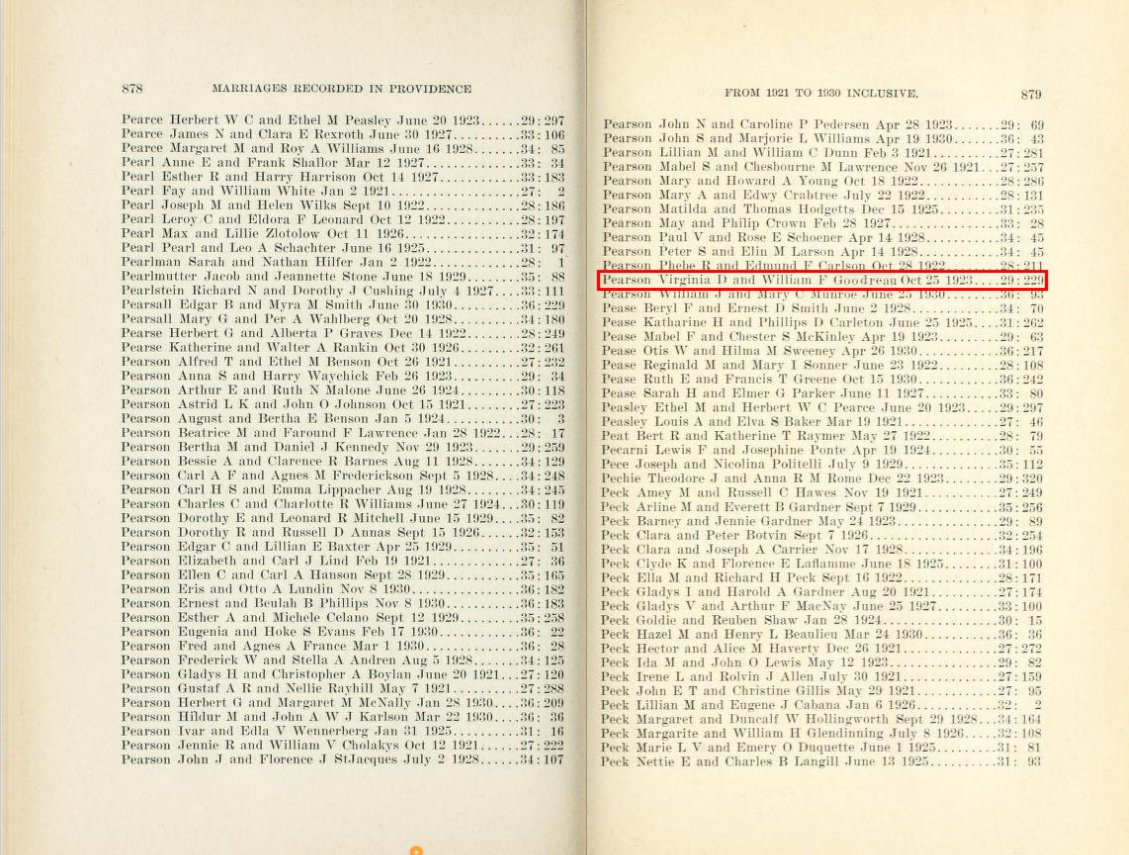 878 MARRIAGES RECORDED IN PROVIDENCE
Pearce Herbert W C and Ethel M Peasley June 20 1923......29:297
Pearce James N and Clara E Rexroth June 30 1927..........33:106
Pearce Margaret M and Roy A Williams June 16 1928.......34: 85
Pearl Anne E and Frank Shallor Mar 12 1927...............33: 34
Pearl Esther R and Harry Harrison Oct 14 1927............33:183
Pearl Fay and William White Jan 2 1921...................27: 2
Pearl Joseph M and Helen Wilks Sept 10 1922..............28:186
Pearl Leroy C and Eldora F Leonard Oct 12 1922...........28:197
Pearl Max and Lillie Zlotolow Oct 11 1926................32:174
Pearl Pearl and Leo A Schachter June 16 1925.............31: 97
Pearlman Sarah and Nathan Hilfer Jan 2 1922..............28: 1
Pearlmutter Jacob and Jeannette Stone June 18 1929.......35: 88
Pearlstein Richard N and Dorothy J Cushing July 4 1927....33:111
Pearsall Edgar B and Myra M Smith June 30 1930...........36:229
Pearsall Mary G and Per A Wahlberg Oct 20 1928...........34:180
Pearse Herbert G and Alberta P Graves Dec 14 1922........28:249
Pearse Katherine and Walter A Rankin Oct 30 1926.........32:261
Pearson Alfred T and Ethel M Benson Oct 26 1921..........27:232
Pearson Anna S and Harry Waychick Feb 26 1923............29: 34
Pearson Arthur E and Ruth N Malone June 26 1924..........30:118
Pearson Astrid L K and John O Johnson Oct 15 1921........27:223
Pearson August and Bertha E Benson Jan 5 1924............30: 3
Pearson Beatrice M and Faround F Lawrence Jan 28 1922...28: 17
Pearson Bertha M and Daniel J Kennedy Nov 29 1923.......29:259
Pearson Bessie A and Clarence R Barnes Aug 11 1928.......34:129
Pearson Carl A F and Agnes M Frederickson Sept 5 1928....34:248
Pearson Carl H S and Emma Lippacher Aug 19 1928.........34:245
Pearson Charles C and Charlotte R Williams June 27 1924...30:119
Pearson Dorothy E and Leonard R Mitchell June 15 1929....35: 82
Pearson Dorothy R and Russell D Annas Sept 15 1926.......32:153
Pearson Edgar C and Lillian E Baxter Apr 25 1929.........35: 51
Pearson Elizabeth and Carl J Lind Feb 19 1921............27: 36
Pearson Ellen C and Carl A Hanson Sept 28 1929...........35:165
Pearson Eris and Otto A Lundin Nov 8 1930................36:182
Pearson Ernest and Beulah B Phillips Nov 8 1930..........36:183
Pearson Esther A and Michele Celano Sept 12 1929.........35:258
Pearson Eugenia and Hoke S Evans Feb 17 1930.............36: 22
Pearson Fred and Agnes A France Mar 1 1930...............36: 28
Pearson Frederick W and Stella A Andren Aug 5 1928.......34:125
Pearson Gladys H and Christopher A Boylan June 20 1921...27:120
Pearson Gustaf A R and Nellie Rayhill May 7 1921.........27:288
Pearson Herbert G and Margaret M McNally Jan 28 1930....36:209
Pearson Hildur M and John A W J Karlson Mar 22 1930....36: 36
Pearson Ivar and Edla V Wennerberg Jan 31 1925...........31: 16
Pearson Jennie R and William V Cholakys Oct 12 1921......27:222
Pearson John J and Florence J StJacques July 2 1928......34:107
FROM 1921 TO 1930 INCLUSIVE. 879
Pearson John N and Caroline P Pedersen Apr 28 1923.......29: 69
Pearson John S and Marjorie L Williams Apr 19 1930.......36: 43
Pearson Lillian M and William C Dunn Feb 3 1921..........27:281
Pearson Mabel S and Chesbourne M Lawrence Nov 26 1921...27:257
Pearson Mary and Howard A Young Oct 18 1922..............28:286
Pearson Mary A and Edwy Crabtree July 22 1922............28:131
Pearson Matilda and Thomas Hodgetts Dec 15 1925..........31:235
Pearson May and Philip Crown Feb 28 1927.................33: 28
Pearson Paul V and Rose E Schoener Apr 14 1928...........34: 45
Pearson Peter S and Elin M Larson Apr 14 1928............34: 45
Pearson Phebe R and Edmund F Carlson Oct 28 1922.........28:211
Pearson Virginia D and William F Goodreau Oct 25 1923....29:229
Pearson William J and Mary C Munroe June 25 1930.........36: 93
Pease Beryl F and Ernest D Smith June 2 1928.............34: 70
Pease Katharine H and Phillips D Carleton June 25 1925....31:262
Pease Mabel F and Chester S McKinley Apr 19 1923.........29: 63
Pease Otis W and Hilma M Sweeney Apr 26 1930.............36:217
Pease Reginald M and Mary I Sonner June 23 1922..........28:108
Pease Ruth E and Francis T Greene Oct 15 1930............36:242
Pease Sarah H and Elmer G Parker June 11 1927............33: 80
Peasley Ethel M and Herbert W C Pearce June 20 1923......29:297
Peasley Louis A and Elva S Baker Mar 19 1921.............27: 46
Peat Bert R and Katherine T Raymer May 27 1922...........28: 79
Pecarni Lewis F and Josephine Ponte Apr 19 1924..........30: 55
Pece Joseph and Nicolina Politelli July 9 1929...........35:112
Pechie Theodore J and Anna R M Rome Dec 22 1923..........29:320
Peck Amey M and Russell C Hawes Nov 19 1921..............27:249
Peck Arline M and Everett B Gardner Sept 7 1929..........35:256
Peck Barney and Jennie Gardner May 24 1923...............29: 89
Peck Clara and Peter Botvin Sept 7 1926..................32:254
Peck Clara and Joseph A Carrier Nov 17 1928..............34:196
Peck Clyde K and Florence E Laflamme June 18 1925........31:100
Peck Ella M and Richard H Peck Sept 16 1922..............28:171
Peck Gladys I and Harold A Gardner Aug 20 1921...........27:174
Peck Gladys V and Arthur F MacNay June 25 1927...........33:100
Peck Goldie and Reuben Shaw Jan 28 1924..................30: 15
Peck Hazel M and Henry L Beaulieu Mar 24 1930............36: 36
Peck Hector and Alice M Haverty Dec 26 1921..............27:272
Peck Ida M and John O Lewis May 12 1923..................29: 82
Peck Irene L and Rolvin J Allen July 30 1921.............27:159
Peck John E T and Christine Gillis May 29 1921...........27: 95
Peck Lillian M and Eugene J Cabana Jan 6 1926............32: 2
Peck Margaret and Duncalf W Hollingworth Sept 29 1928...34:164
Peck Margarite and William H Glendinning July 8 1926.....32:108
Peck Marie L V and Emery O Duquette June 1 1925..........31: 81
Peck Nettie E and Charles B Langill June 13 1925.........31: 93